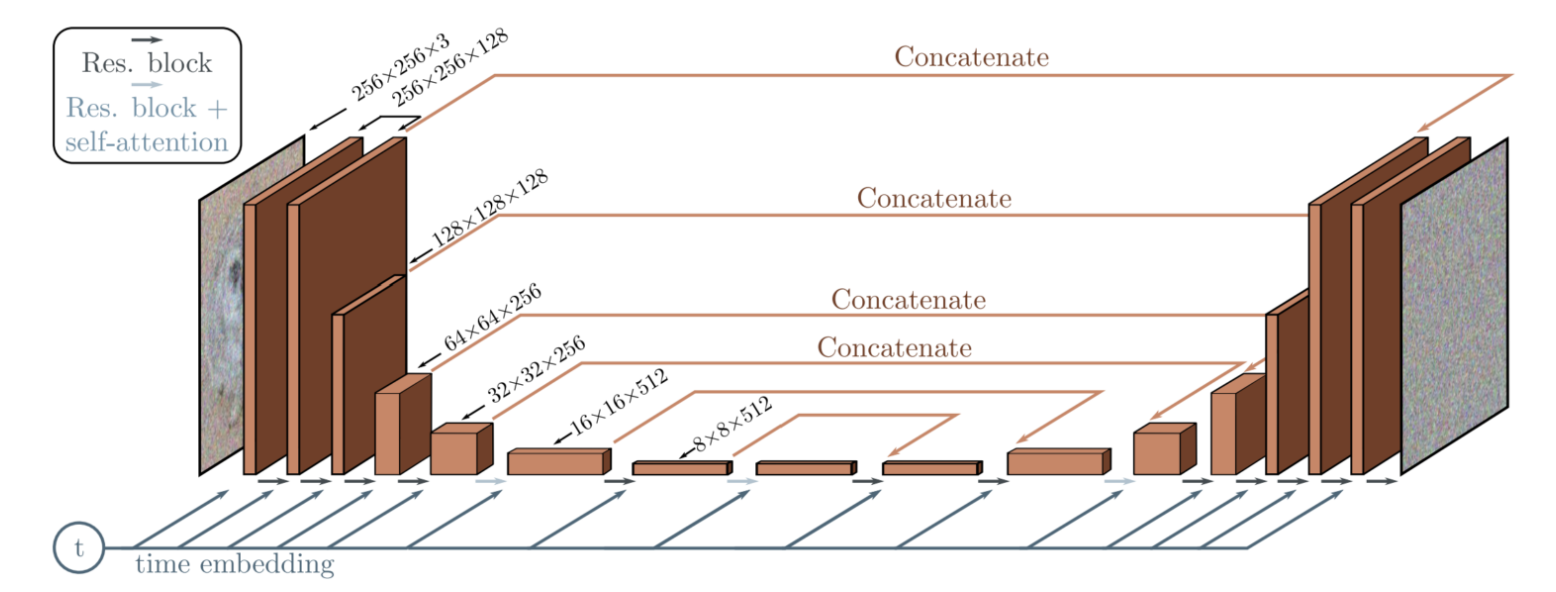 Res. block
Res. block +
self-attention
256×256×3
256×256×128
128×128×128
64×64×256
32×32×256
16×16×512
8×8×512
Concatenate
Concatenate
Concatenate
Concatenate
t
time embedding